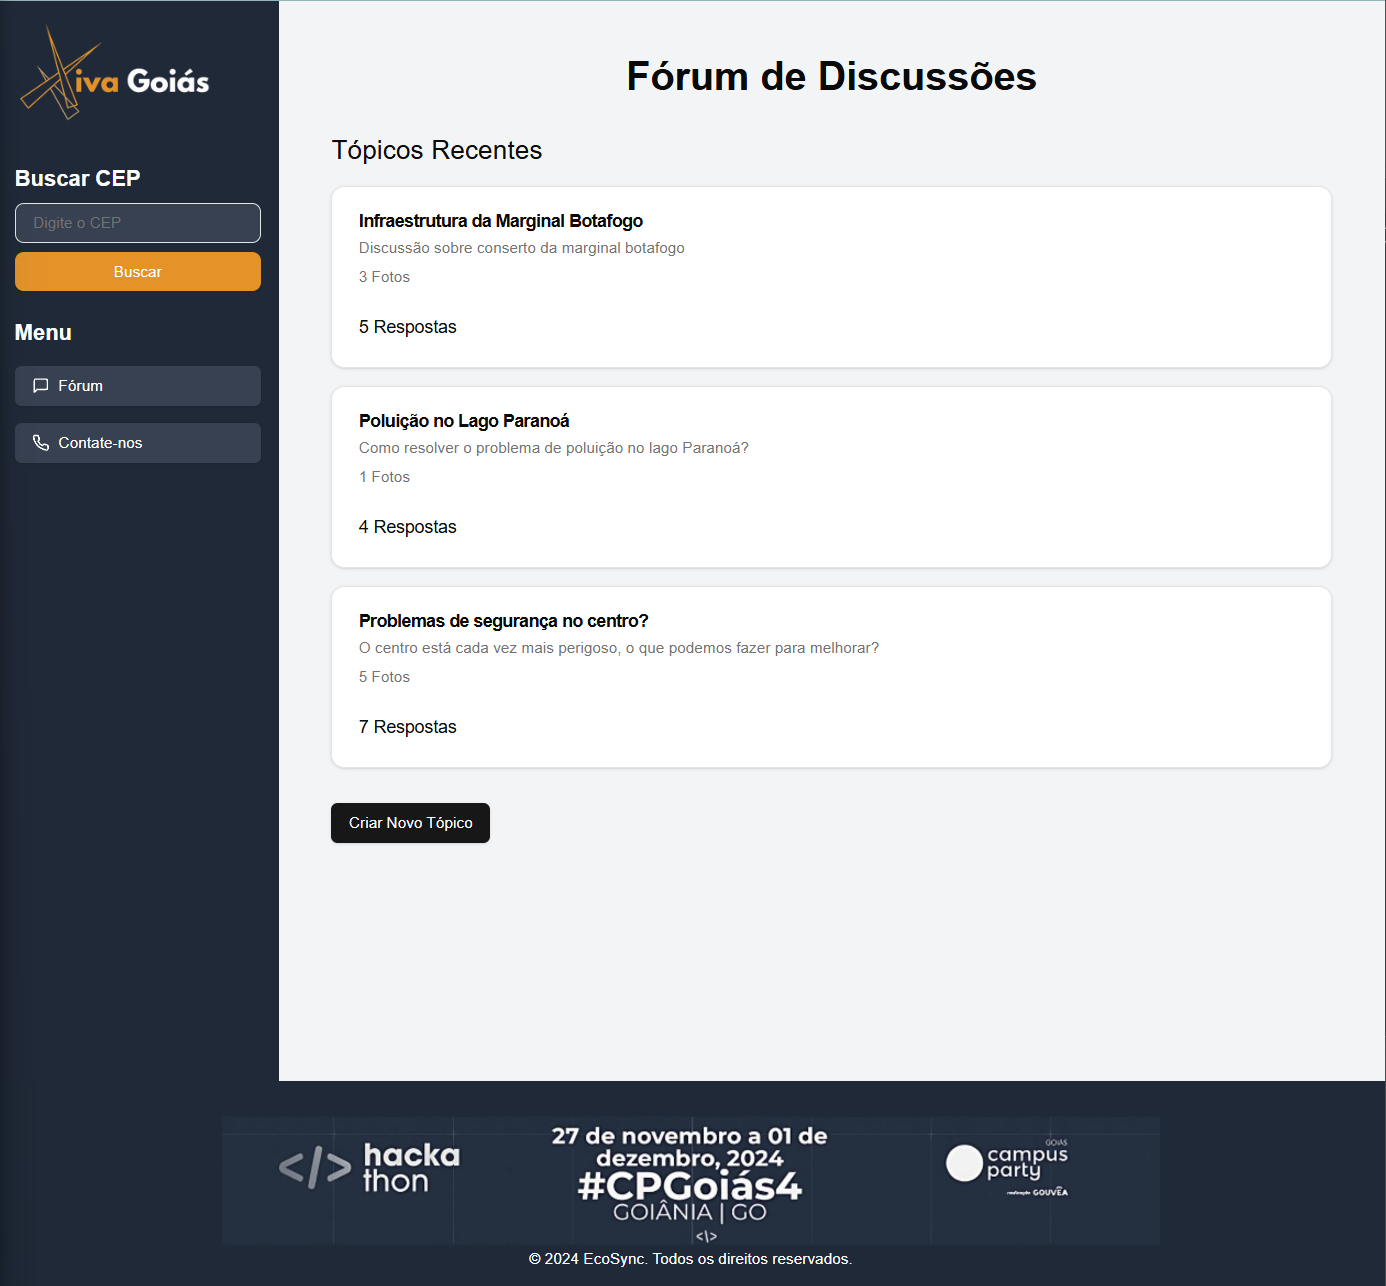 iva Goiás
Buscar CEP
Digite o CEP
Buscar
Menu
Fórum
Contate-nos
Fórum de Discussões
Tópicos Recentes
Infraestrutura da Marginal Botafogo
Discussão sobre conserto da marginal botafogo
3 Fotos
5 Respostas
Poluição no Lago Paranoá
Como resolver o problema de poluição no lago Paranoá?
1 Fotos
4 Respostas
Problemas de segurança no centro?
O centro está cada vez mais perigoso, o que podemos fazer para melhorar?
5 Fotos
7 Respostas
Criar Novo Tópico
</> hacka
thon
27 de novembro a 01 de
dezembro, 2024
#CPGoiás4
GOIÂNIA | GO
</>
GOIÁS
campus
party
realização GOUVÊA
© 2024 EcoSync. Todos os direitos reservados.